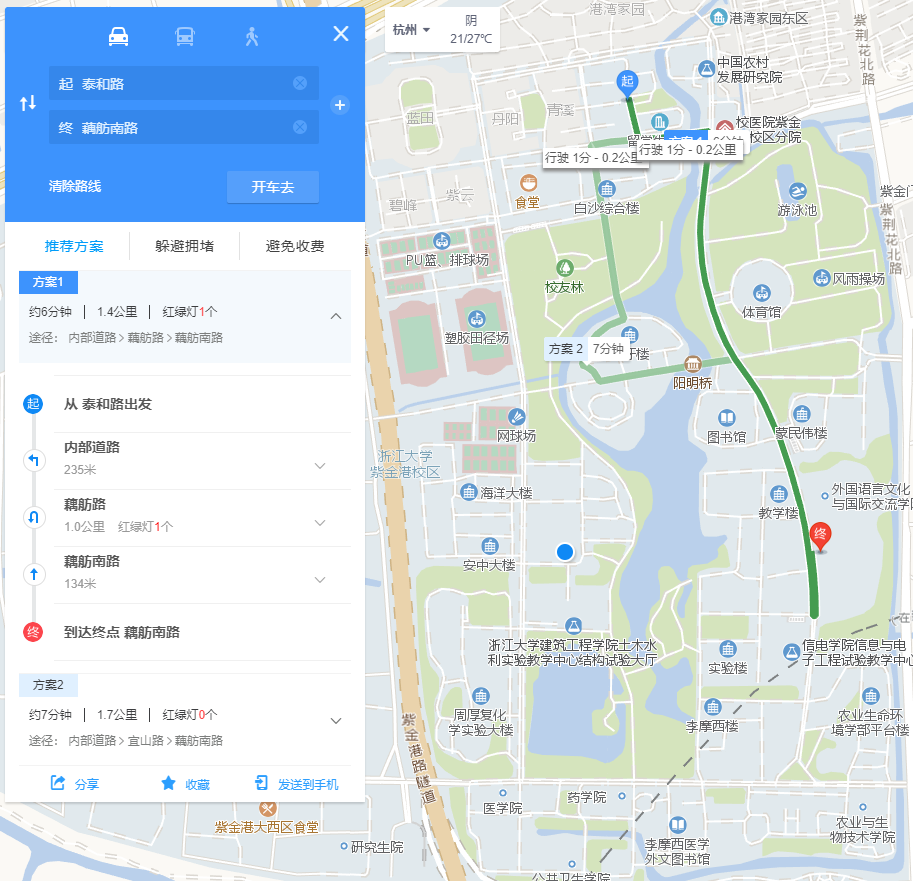 起 泰和路
终 藕舫南路
清除路线
开车去
推荐方案
躲避拥堵
避免收费
方案1
约6分钟 | 1.4公里 | 红绿灯1个
途径： 内部道路 > 藕舫路 > 藕舫南路
起 从 泰和路出发
内部道路
235米
藕舫路
1.0公里 红绿灯1个
藕舫南路
134米
终 到达终点 藕舫南路
方案2
约7分钟 | 1.7公里 | 红绿灯0个
途径： 内部道路 > 宜山路 > 藕舫南路
分享
收藏
发送到手机
杭州
阴
21/27℃
港湾家园
港湾家园东区
紫荆花北路
中国农村
发展研究院
起
蓝田
丹阳
青溪
校医院紫金
校区分院
行驶 1分 - 0.2公里
行驶 1分 - 0.2公里
碧峰
紫云
食堂
白沙综合楼
游泳池
紫荆花北路
PU篮、排球场
校友林
风雨操场
体育馆
塑胶田径场
方案 2 7分钟
阳明桥
网球场
图书馆
蒙民伟楼
浙江大学
紫金港校区
海洋大楼
教学楼
外国语言文化
与国际交流学院
终
安中大楼
浙江大学建筑工程学院土木水
利实验教学中心结构试验大厅
实验楼
信电学院信息与电
子工程试验教学中心
周厚复化
学实验大楼
李摩西楼
农业生命环
境学部平台楼
紫金港路隧道
医学院
药学院
紫金港大西区食堂
研究生院
李摩西医学
外文图书馆
农业与生
物技术学院
公共卫生学院